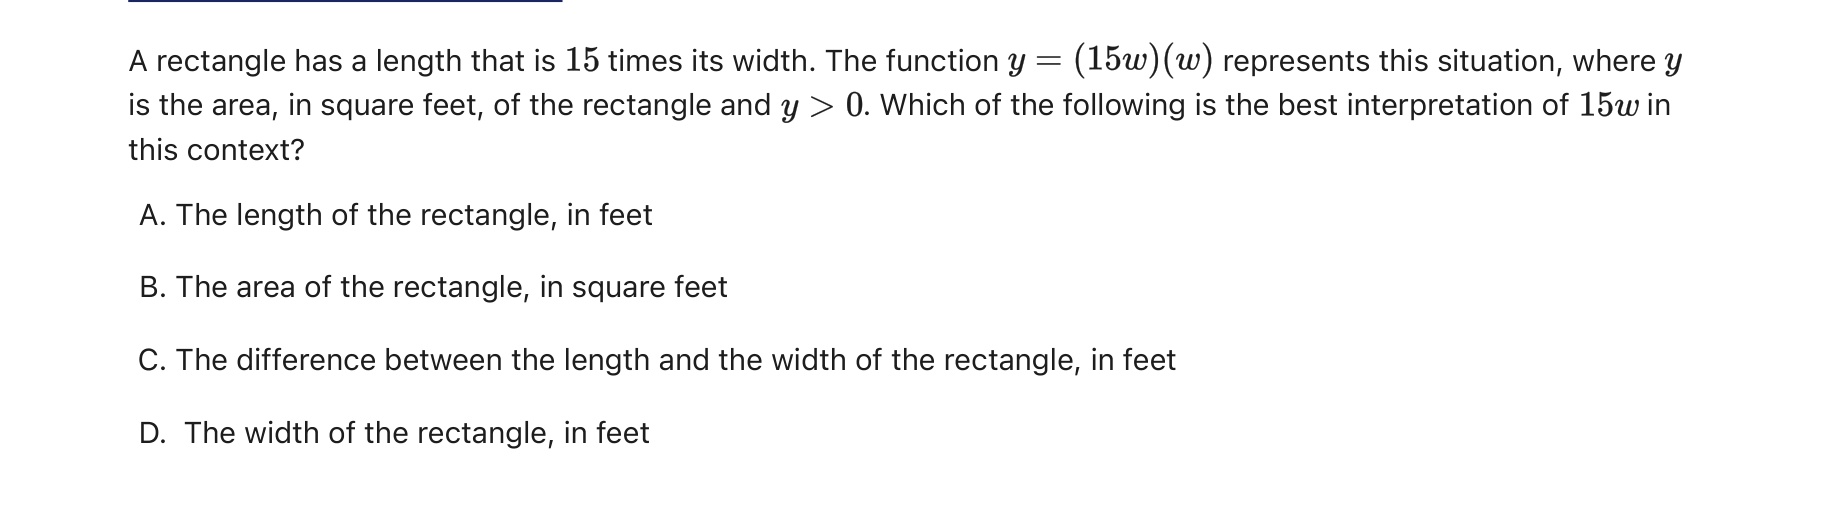 A rectangle has a length that is 15 times its width. The function y = (15w)(w) represents this situation, where y
is the area, in square feet, of the rectangle and y > 0. Which of the following is the best interpretation of 15w in
this context?
A. The length of the rectangle, in feet
B. The area of the rectangle, in square feet
C. The difference between the length and the width of the rectangle, in feet
D. The width of the rectangle, in feet